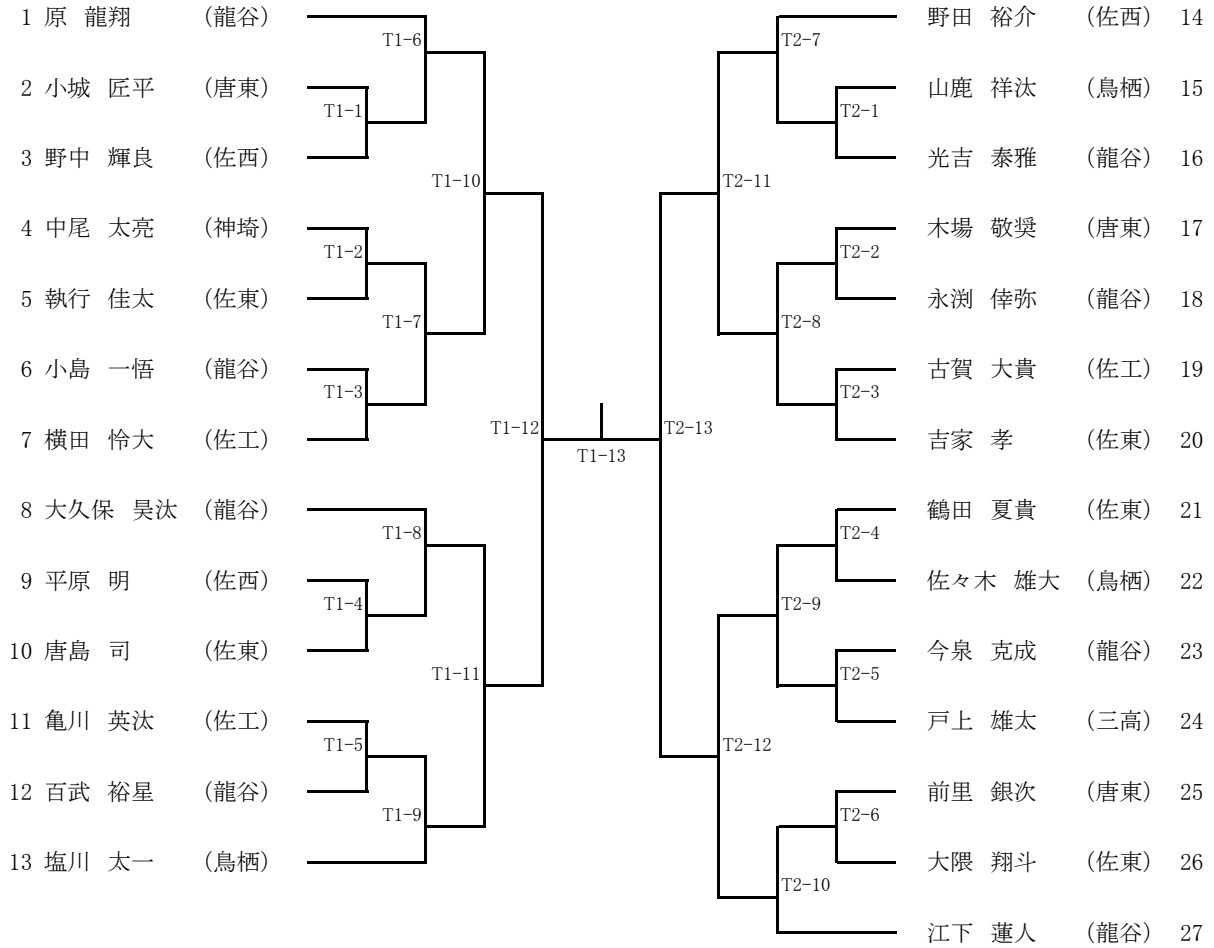 1 原 龍翔 (龍谷)
2 小城 匠平 (唐東)
3 野中 輝良 (佐西)
4 中尾 太亮 (神埼)
5 執行 佳太 (佐東)
6 小島 一悟 (龍谷)
7 横田 怜大 (佐工)
8 大久保 昊汰 (龍谷)
9 平原 明 (佐西)
10 唐島 司 (佐東)
11 亀川 英汰 (佐工)
12 百武 裕星 (龍谷)
13 塩川 太一 (鳥栖)
T1-6
T1-1
T1-10
T1-2
T1-7
T1-3
T1-12
T1-8
T1-4
T1-11
T1-5
T1-9
T1-13
T2-7
T2-1
T2-11
T2-2
T2-8
T2-3
T2-13
T2-4
T2-9
T2-5
T2-12
T2-6
T2-10
野田 裕介 (佐西) 14
山鹿 祥汰 (鳥栖) 15
光吉 泰雅 (龍谷) 16
木場 敬奨 (唐東) 17
永渕 倖弥 (龍谷) 18
古賀 大貴 (佐工) 19
吉家 孝 (佐東) 20
鶴田 夏貴 (佐東) 21
佐々木 雄大 (鳥栖) 22
今泉 克成 (龍谷) 23
戸上 雄太 (三高) 24
前里 銀次 (唐東) 25
大隈 翔斗 (佐東) 26
江下 蓮人 (龍谷) 27